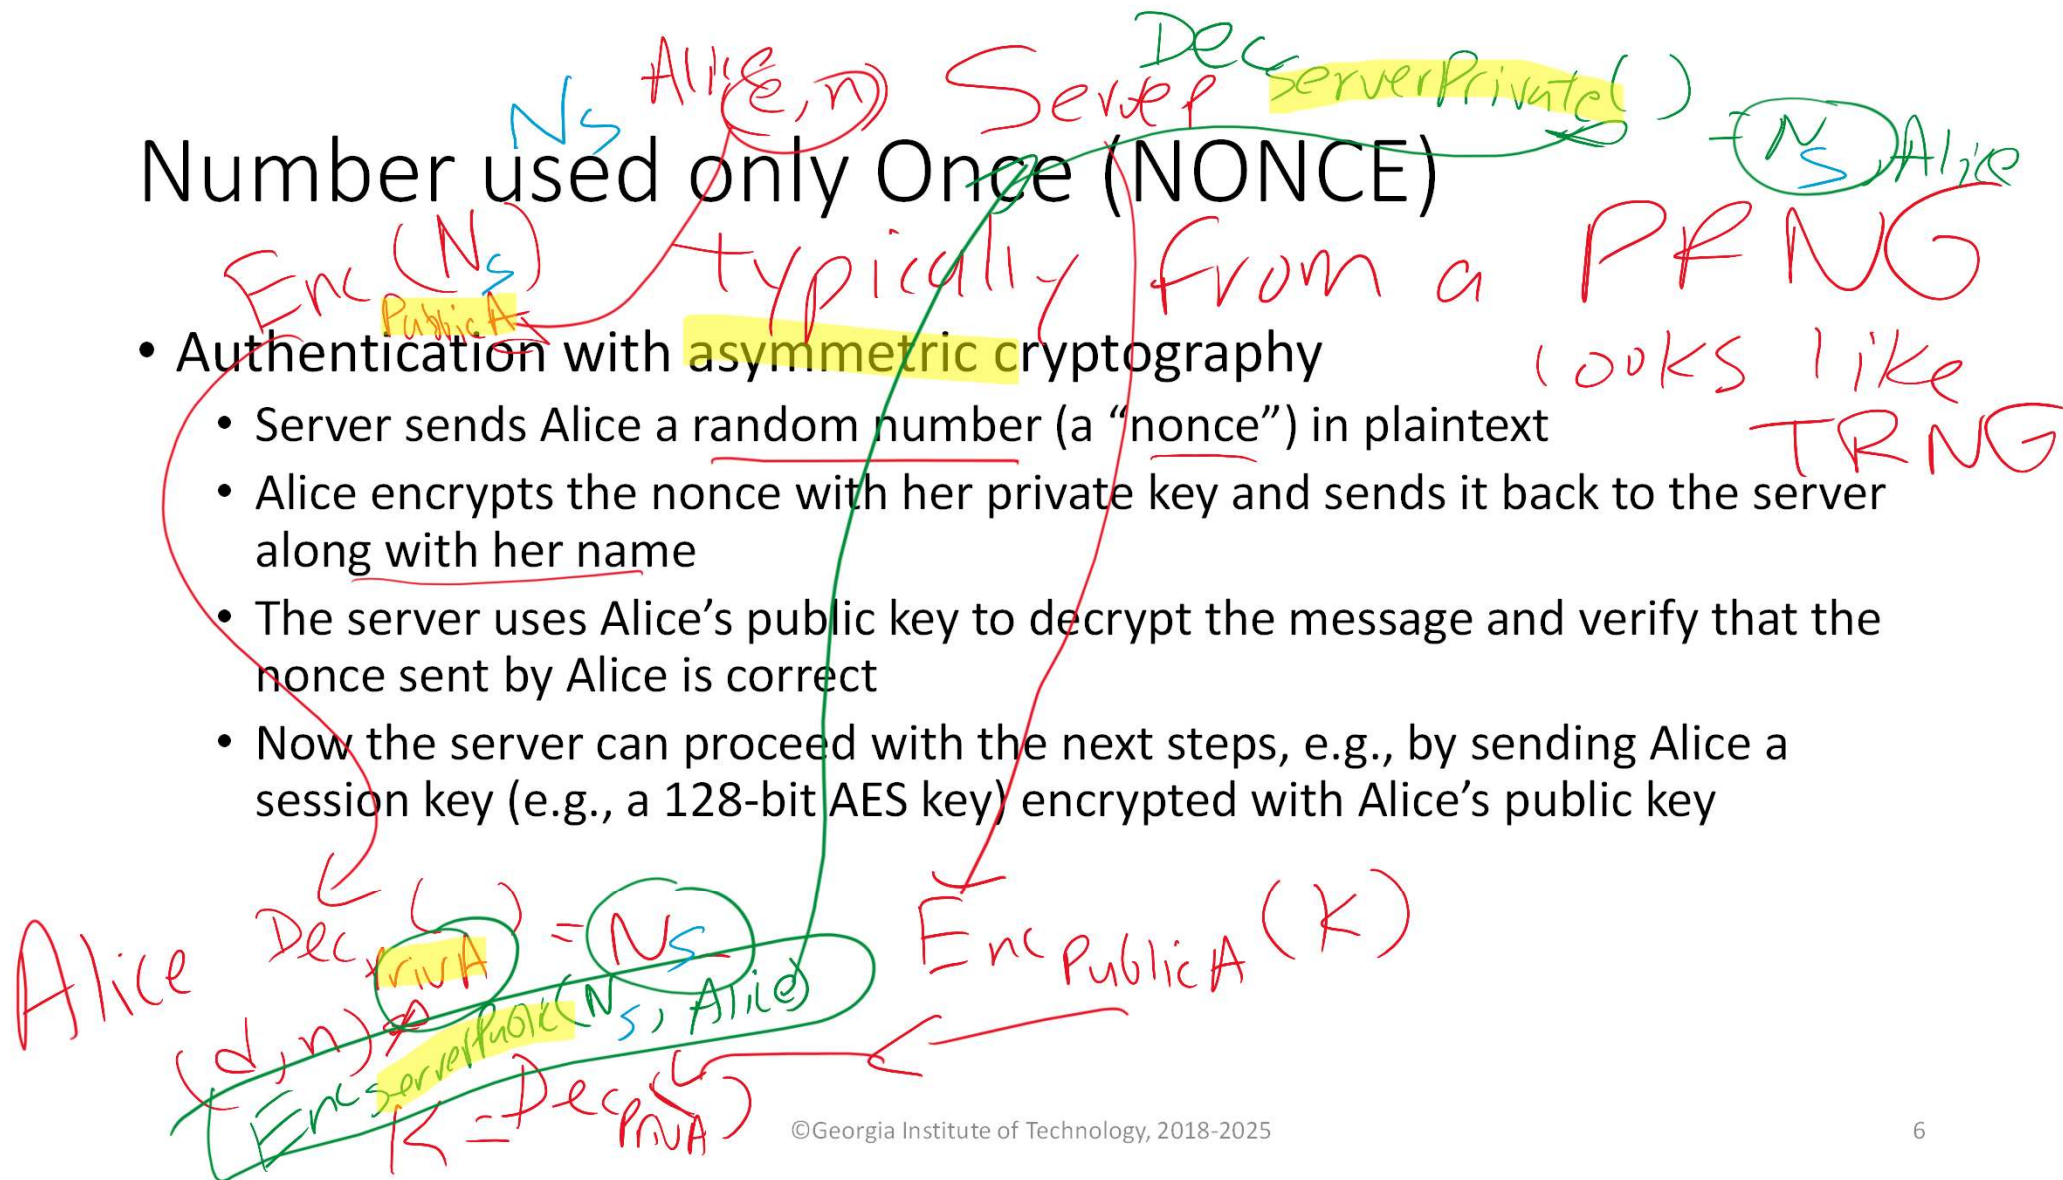 Dec serverPrivate( )
Alice (e, n) Server
Ns
= Ns, Alice
Number used only Once (NONCE)
Enc PublicA (Ns)
typically from a PRNG
looks like
TRNG
• Authentication with asymmetric cryptography
• Server sends Alice a random number (a “nonce”) in plaintext
• Alice encrypts the nonce with her private key and sends it back to the server
along with her name
• The server uses Alice’s public key to decrypt the message and verify that the
nonce sent by Alice is correct
• Now the server can proceed with the next steps, e.g., by sending Alice a
session key (e.g., a 128-bit AES key) encrypted with Alice’s public key
Alice
Dec PrivA ( ) = Ns
Enc PublicA (K)
(d, n)
Enc serverPublic (Ns, Alice)
K = Dec PrivA ( )
©Georgia Institute of Technology, 2018-2025
6